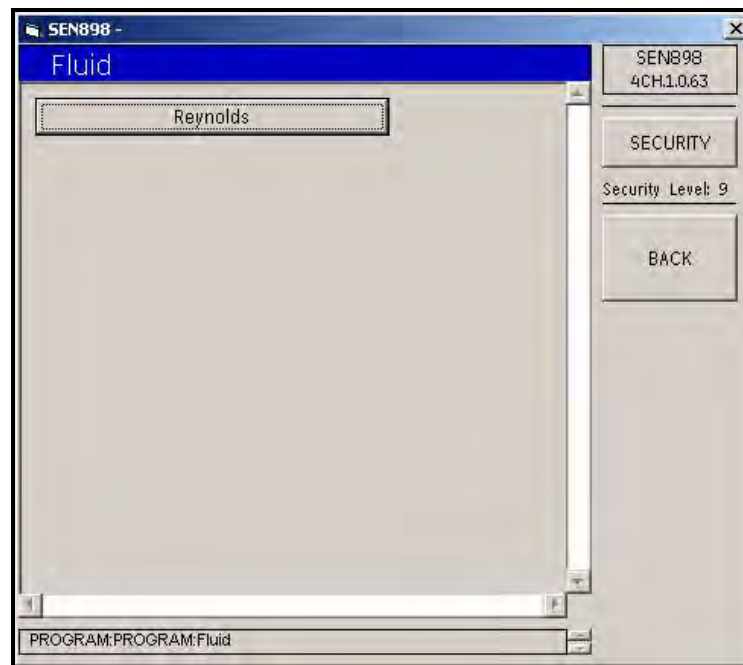 SEN898 -
Fluid
Reynolds
SEN898
4CH.1.0.63
SECURITY
Security Level: 9
BACK
PROGRAM:PROGRAM:Fluid